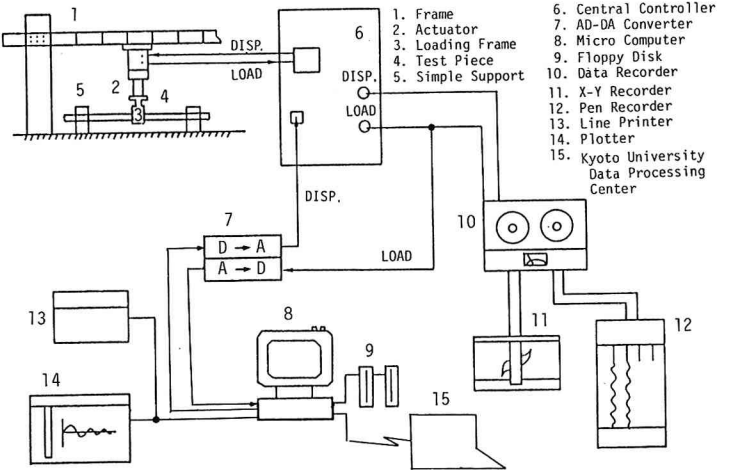 1
6
DISP.
LOAD
2
5
4
3
DISP.
LOAD
1. Frame
2. Actuator
3. Loading Frame
4. Test Piece
5. Simple Support
6. Central Controller
7. AD-DA Converter
8. Micro Computer
9. Floppy Disk
10. Data Recorder
11. X-Y Recorder
12. Pen Recorder
13. Line Printer
14. Plotter
15. Kyoto University
Data Processing
Center
DISP.
7
D → A
A → D
LOAD
10
13
8
9
11
12
14
15